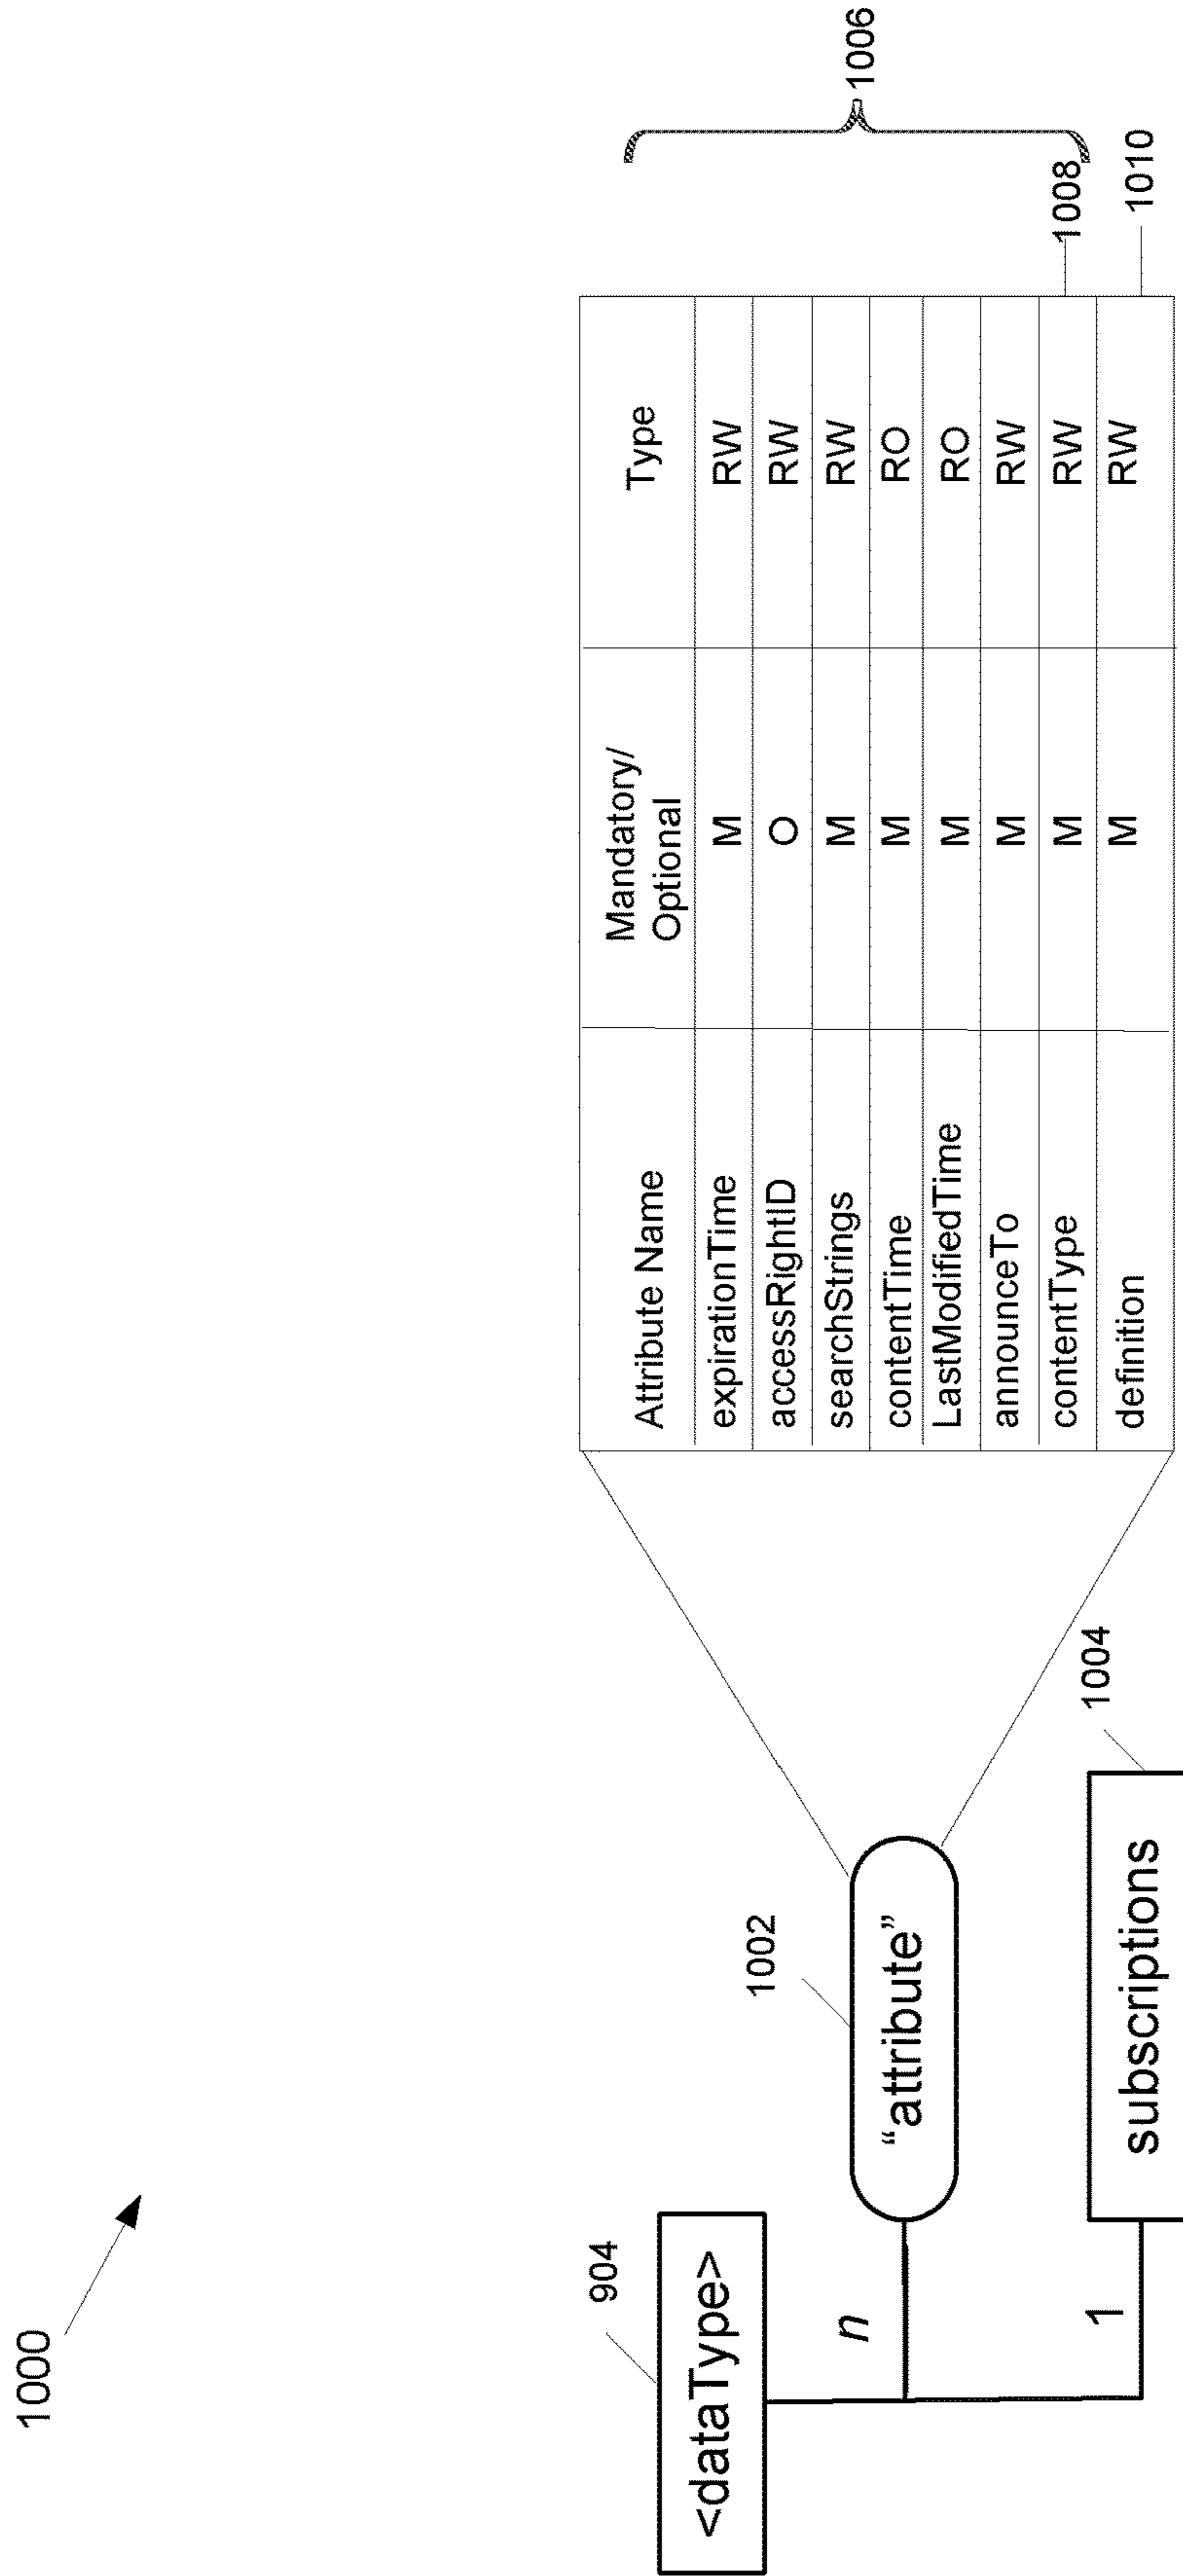 1000
904
<dataType>
n
1
1002
“attribute”
1004
subscriptions
Attribute Name Mandatory/ Type
Optional
expirationTime M RW
accessRightID O RW
searchStrings M RW
contentTime M RO
LastModifiedTime M RO
announceTo M RW
contentType M RW
definition M RW
1006
1008
1010